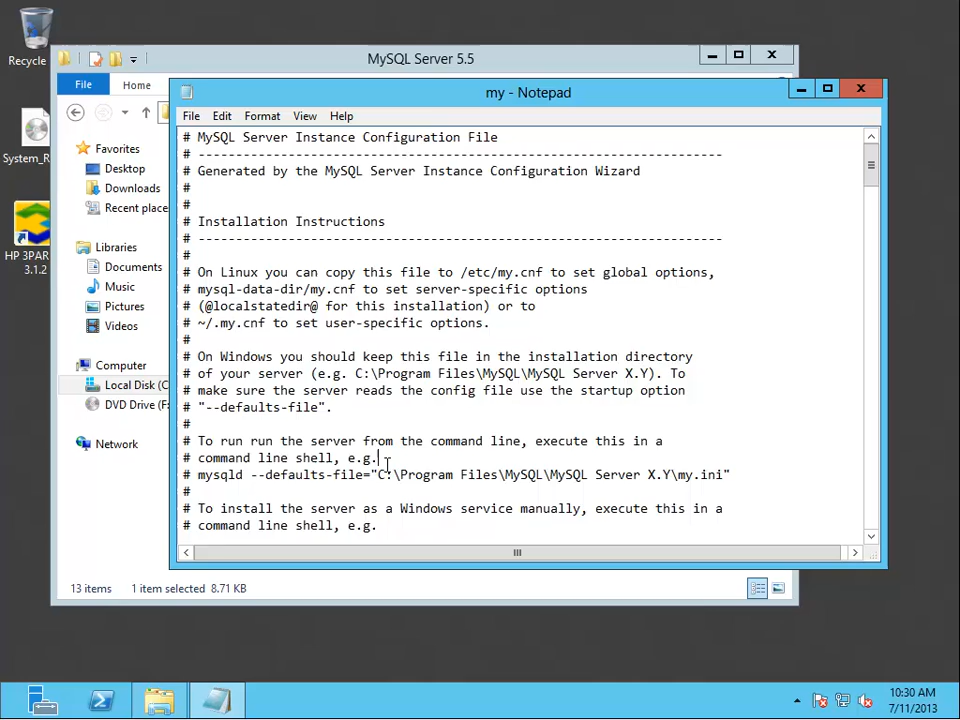 Recycle
System_R
HP 3PAR
3.1.2
MySQL Server 5.5
File
Home
Favorites
Desktop
Downloads
Recent place
Libraries
Documents
Music
Pictures
Videos
Computer
Local Disk (C
DVD Drive (F:
Network
13 items
1 item selected 8.71 KB
my - Notepad
File Edit Format View Help
# MySQL Server Instance Configuration File
# ----------------------------------------------------------------------
# Generated by the MySQL Server Instance Configuration Wizard
#
#
# Installation Instructions
# ----------------------------------------------------------------------
#
# On Linux you can copy this file to /etc/my.cnf to set global options,
# mysql-data-dir/my.cnf to set server-specific options
# (@localstatedir@ for this installation) or to
# ~/.my.cnf to set user-specific options.
#
# On Windows you should keep this file in the installation directory
# of your server (e.g. C:\Program Files\MySQL\MySQL Server X.Y). To
# make sure the server reads the config file use the startup option
# "--defaults-file".
#
# To run run the server from the command line, execute this in a
# command line shell, e.g.
# mysqld --defaults-file="C:\Program Files\MySQL\MySQL Server X.Y\my.ini"
#
# To install the server as a Windows service manually, execute this in a
# command line shell, e.g.
10:30 AM
7/11/2013